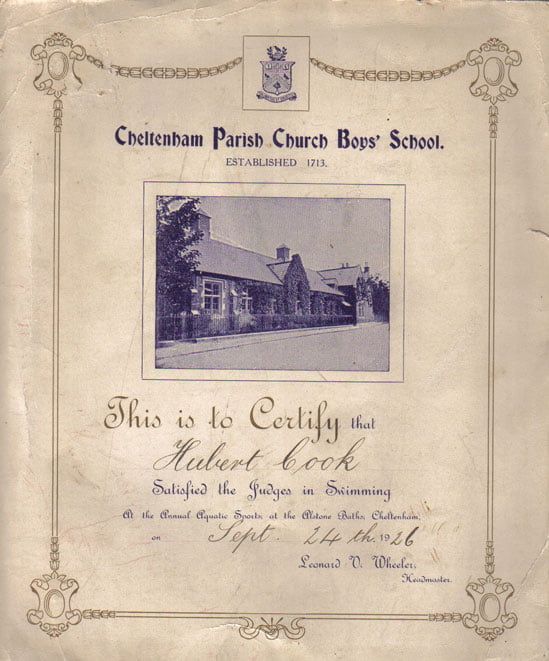 Cheltenham Parish Church Boys' School.
ESTABLISHED 1713.
This is to Certify that
Hubert Cook
Satisfied the Judges in Swimming
At the Annual Aquatic Sports, at the Alstone Baths, Cheltenham,
on Sept. 24th. 1926
Leonard V. Wheeler,
Headmaster.